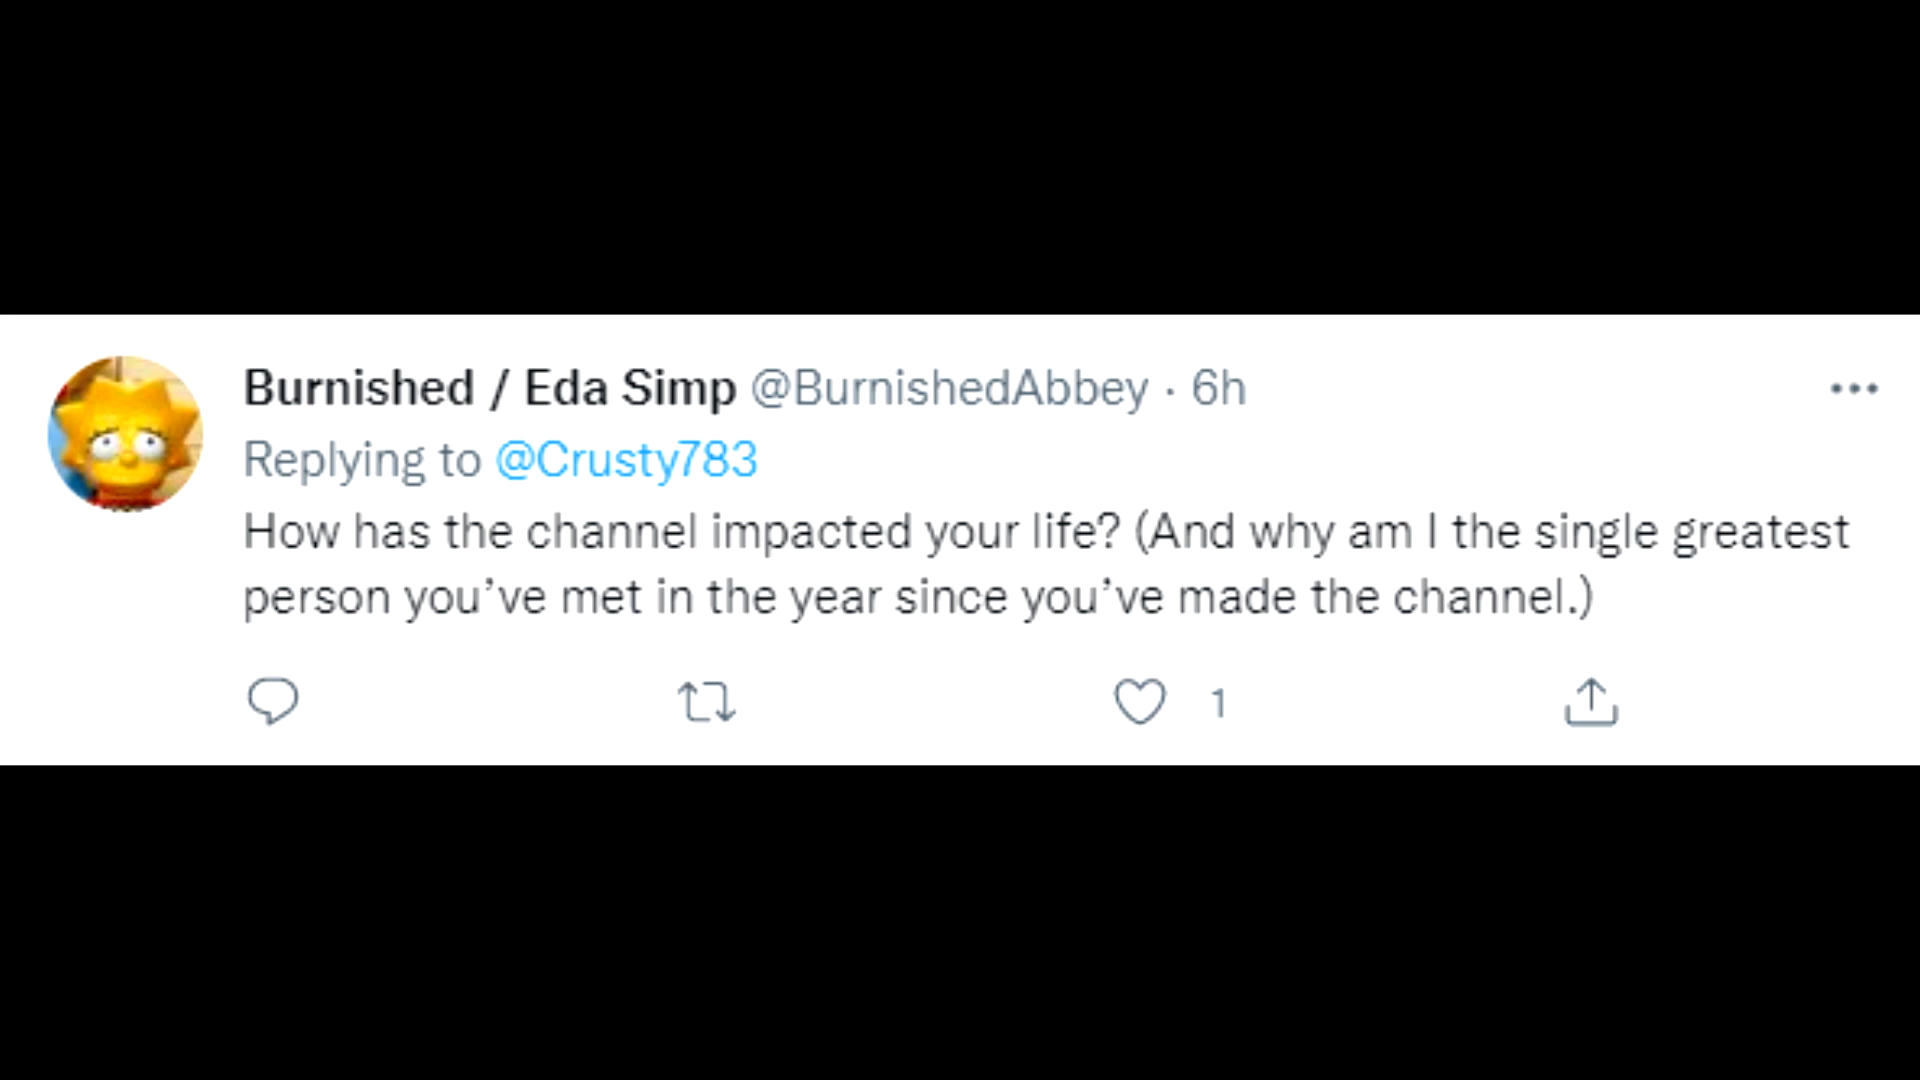 Burnished / Eda Simp @BurnishedAbbey · 6h
Replying to @Crusty783
How has the channel impacted your life? (And why am I the single greatest
person you’ve met in the year since you’ve made the channel.)
1